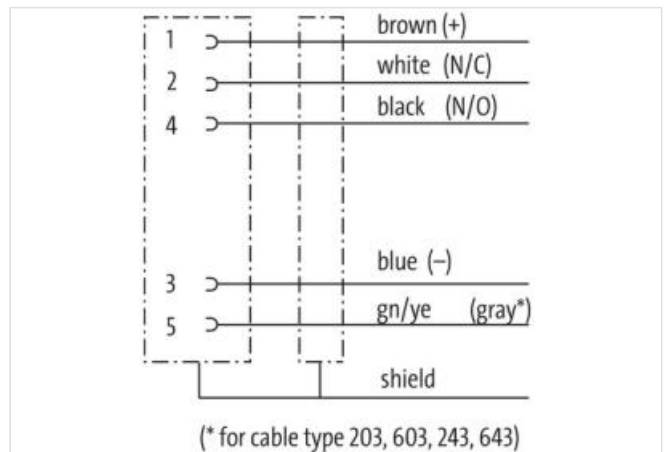 1 brown (+)
2 white (N/C)
4 black (N/O)
3 blue (–)
5 gn/ye (gray*)
shield
(* for cable type 203, 603, 243, 643)